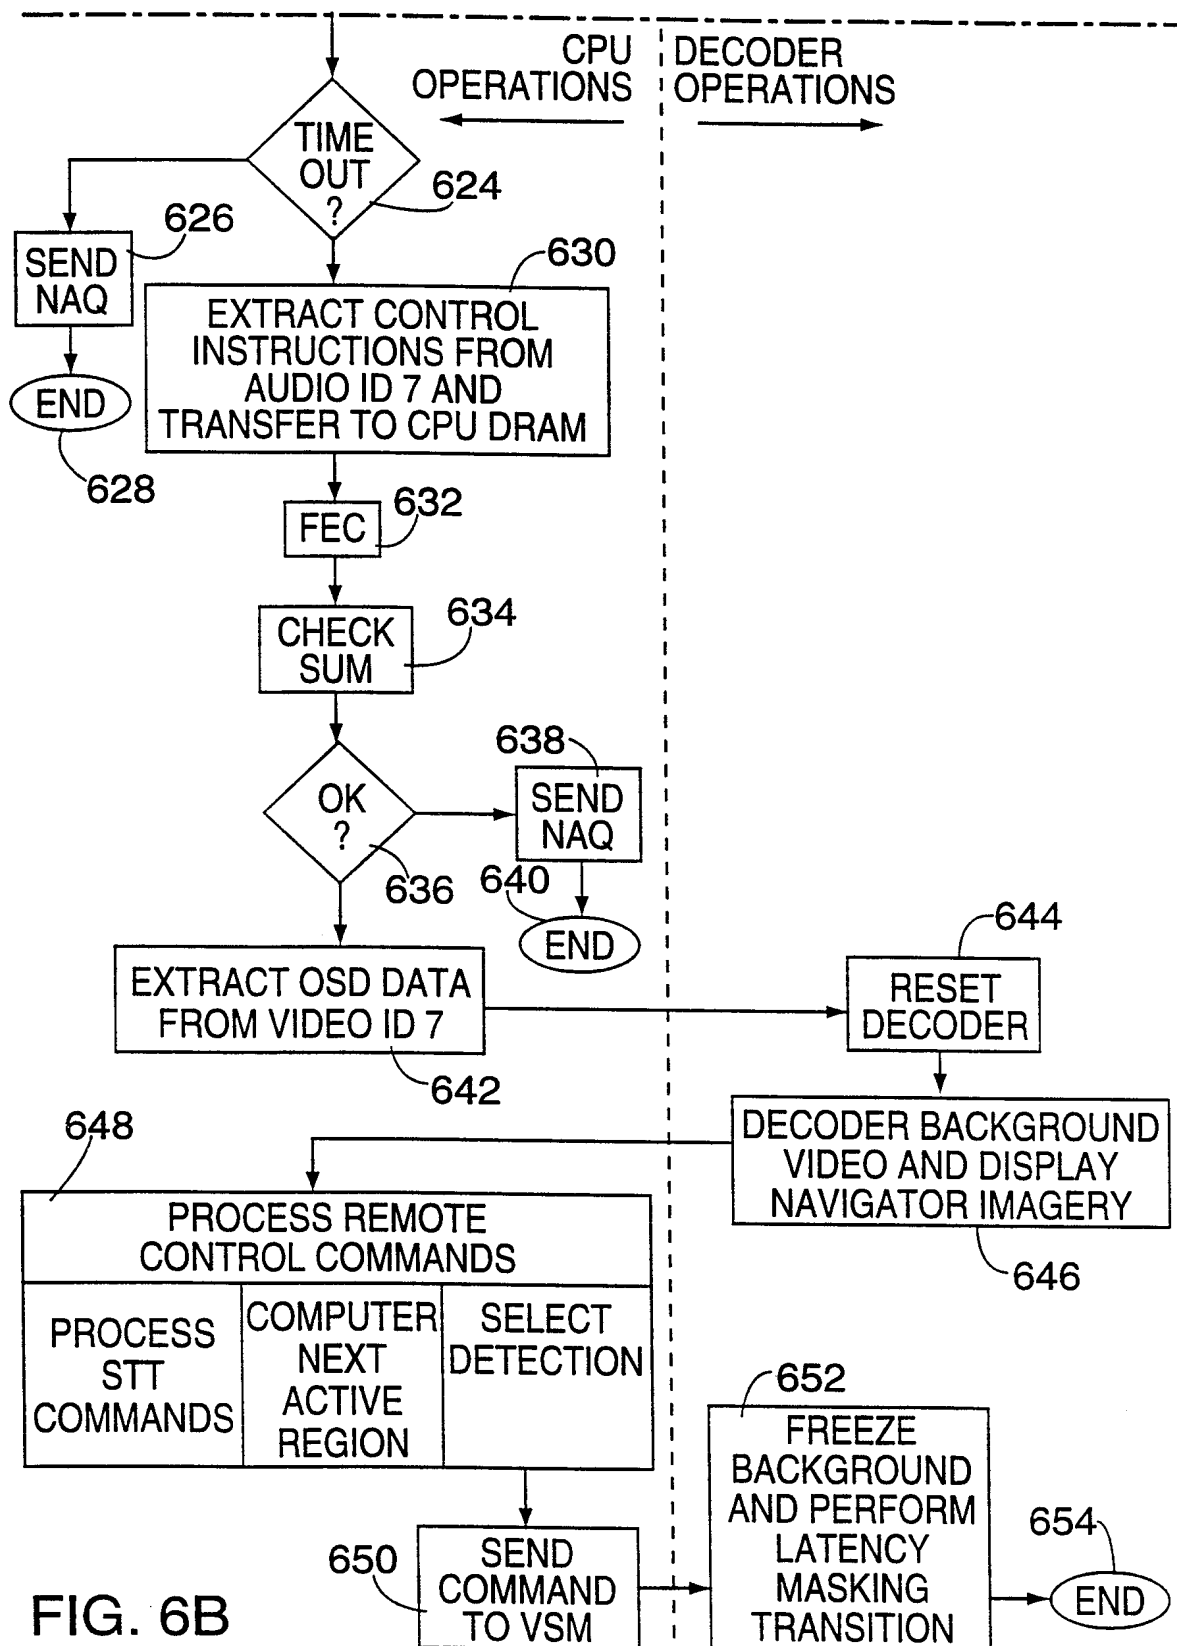 CPU
OPERATIONS
DECODER
OPERATIONS
TIME
OUT
?
624
626
SEND
NAQ
END
628
630
EXTRACT CONTROL
INSTRUCTIONS FROM
AUDIO ID 7 AND
TRANSFER TO CPU DRAM
632
FEC
634
CHECK
SUM
OK
?
636
638
SEND
NAQ
640
END
EXTRACT OSD DATA
FROM VIDEO ID 7
642
644
RESET
DECODER
DECODER BACKGROUND
VIDEO AND DISPLAY
NAVIGATOR IMAGERY
646
648
PROCESS REMOTE
CONTROL COMMANDS
PROCESS
STT
COMMANDS
COMPUTER
NEXT
ACTIVE
REGION
SELECT
DETECTION
650
SEND
COMMAND
TO VSM
652
FREEZE
BACKGROUND
AND PERFORM
LATENCY
MASKING
TRANSITION
654
END
FIG. 6B